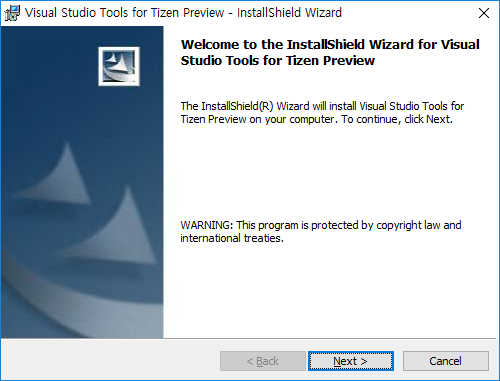 Visual Studio Tools for Tizen Preview - InstallShield Wizard
Welcome to the InstallShield Wizard for Visual
Studio Tools for Tizen Preview
The InstallShield(R) Wizard will install Visual Studio Tools for
Tizen Preview on your computer. To continue, click Next.
WARNING: This program is protected by copyright law and
international treaties.
< Back
Next >
Cancel